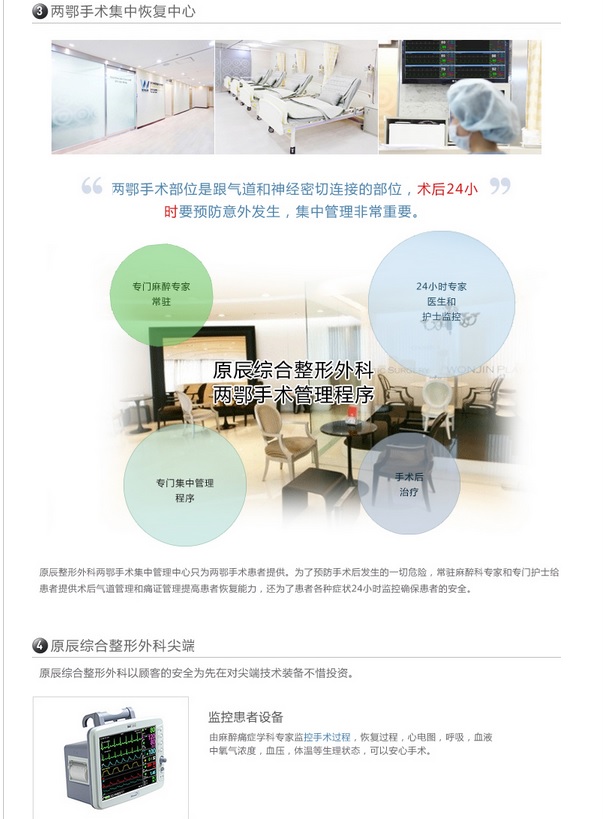 3 两鄂手术集中恢复中心
两鄂手术部位是跟气道和神经密切连接的部位，术后24小
时要预防意外发生，集中管理非常重要。
专门麻醉专家
常驻
24小时专家
医生和
护士监控
原辰综合整形外科
两鄂手术管理程序
WONJIN PLA
专门集中管理
程序
手术后
治疗
原辰整形外科两鄂手术集中管理中心只为两鄂手术患者提供。为了预防手术后发生的一切危险，常驻麻醉科专家和专门护士给
患者提供术后气道管理和痛证管理提高患者恢复能力，还为了患者各种症状24小时监控确保患者的安全。
4 原辰综合整形外科尖端
原辰综合整形外科以顾客的安全为先在对尖端技术装备不惜投资。
监控患者设备
由麻醉痛症学科专家监控手术过程，恢复过程，心电图，呼吸，血液
中氧气浓度，血压，体温等生理状态，可以安心手术。